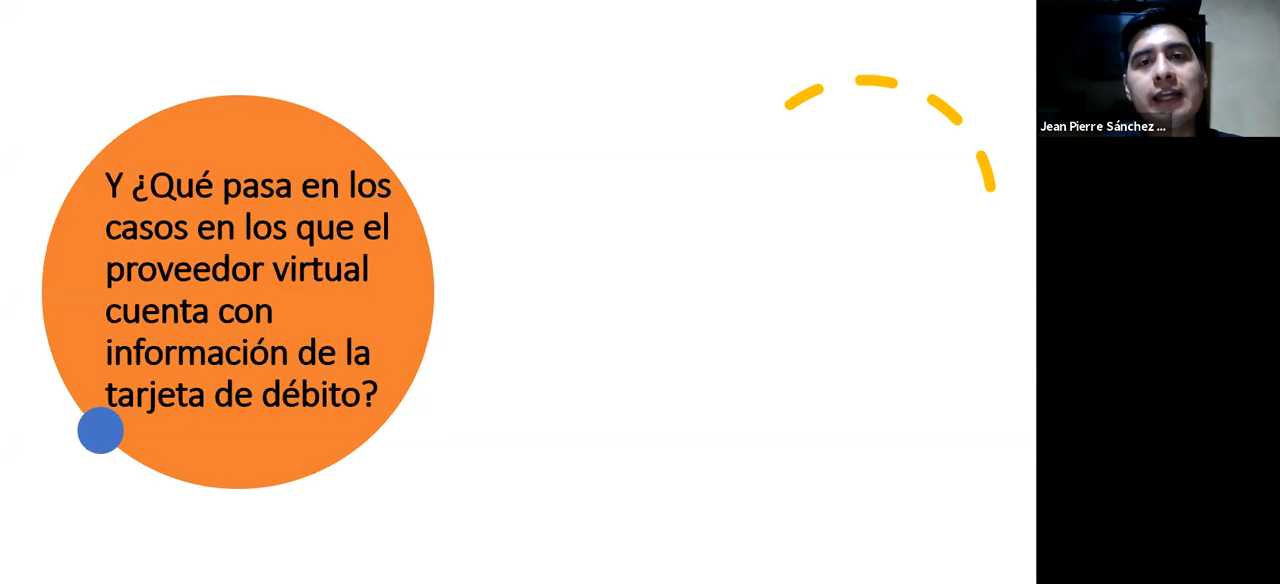 Y ¿Qué pasa en los
casos en los que el
proveedor virtual
cuenta con
información de la
tarjeta de débito?
Jean Pierre Sánchez ...